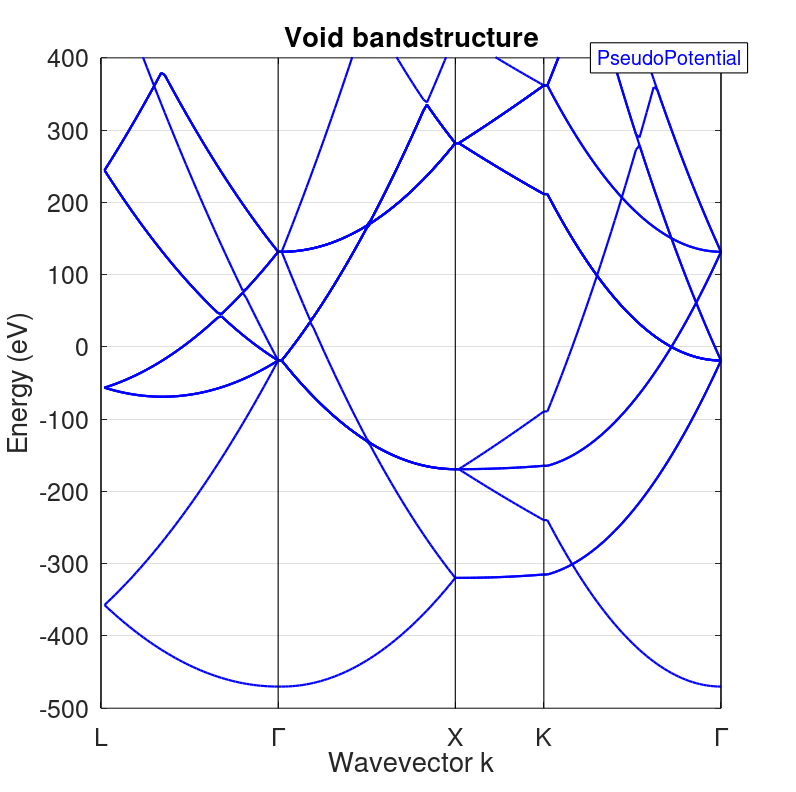 Void bandstructure
PseudoPotential
400
300
200
100
0
-100
-200
-300
-400
-500
Energy (eV)
L Γ X K Γ
Wavevector k